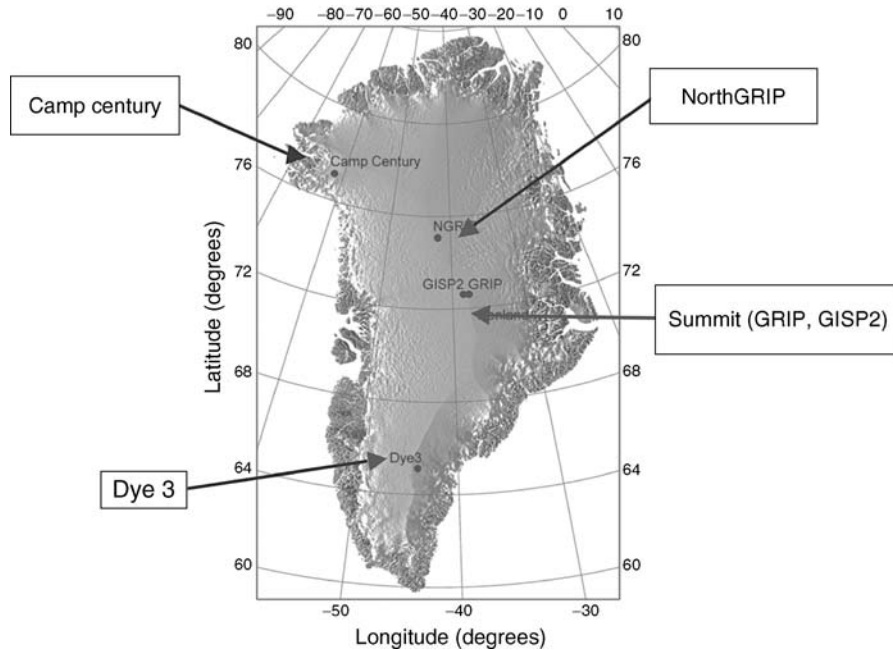 −90 −80 −70 −60 −50 −40 −30 −20 −10 0 10
80 80
Camp century
NorthGRIP
Camp Century
76 76
NGR
72 72
GISP2 GRIP
Summit (GRIP, GISP2)
Latitude (degrees)
68 68
Dye3
Dye 3
64 64
60 60
−50 −40 −30
Longitude (degrees)